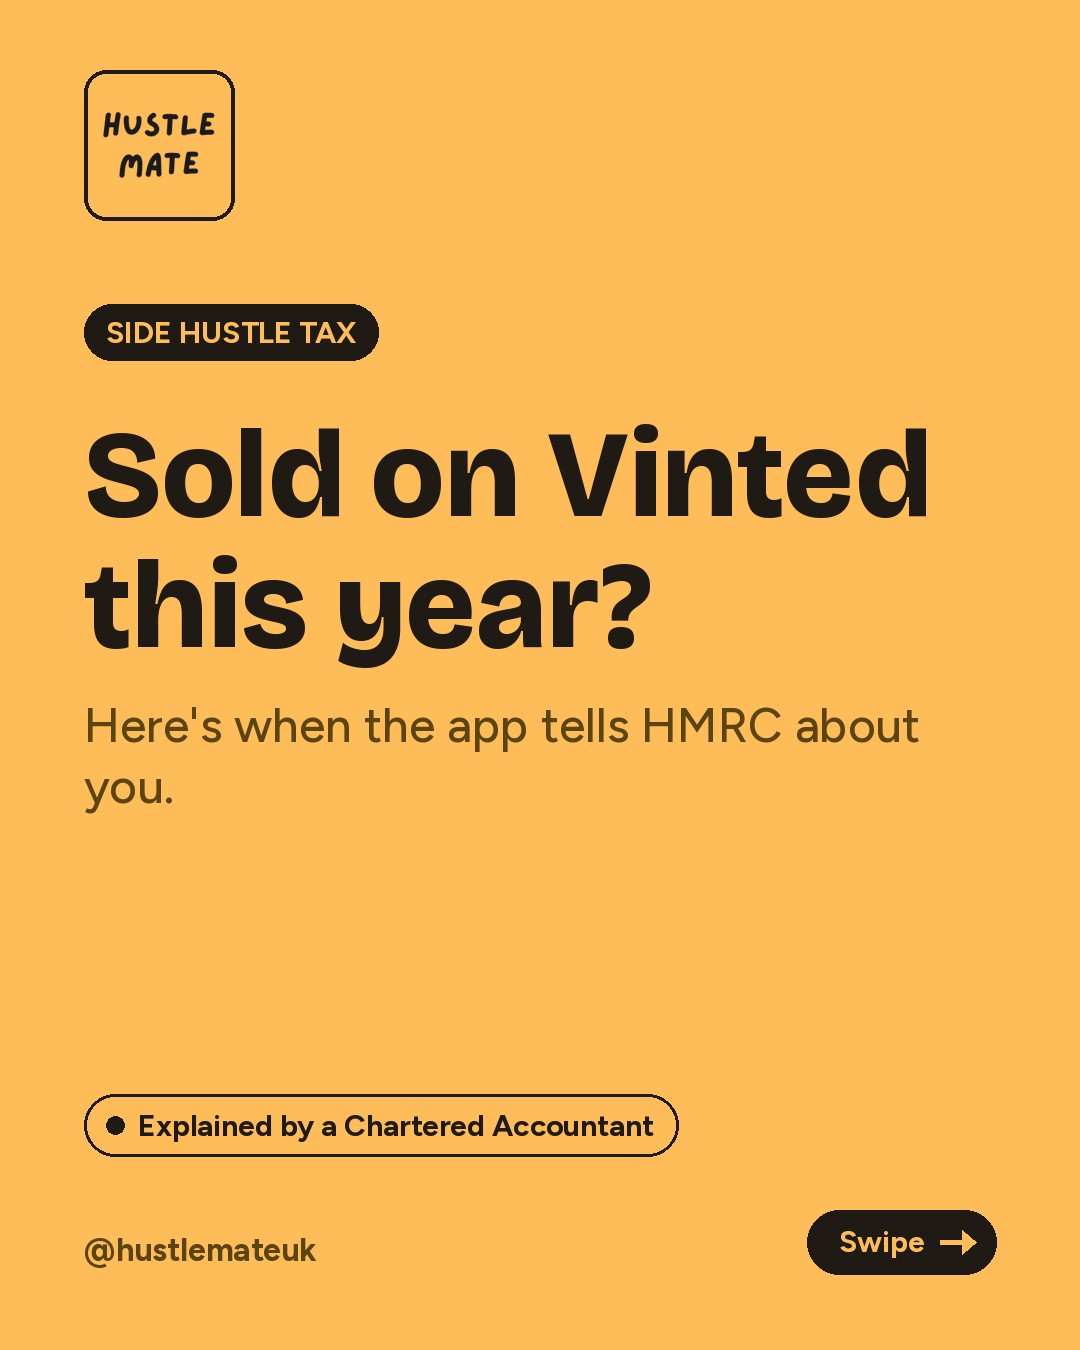 HUSTLE
MATE
SIDE HUSTLE TAX
Sold on Vinted
this year?
Here's when the app tells HMRC about
you.
Explained by a Chartered Accountant
@hustlemateuk
Swipe